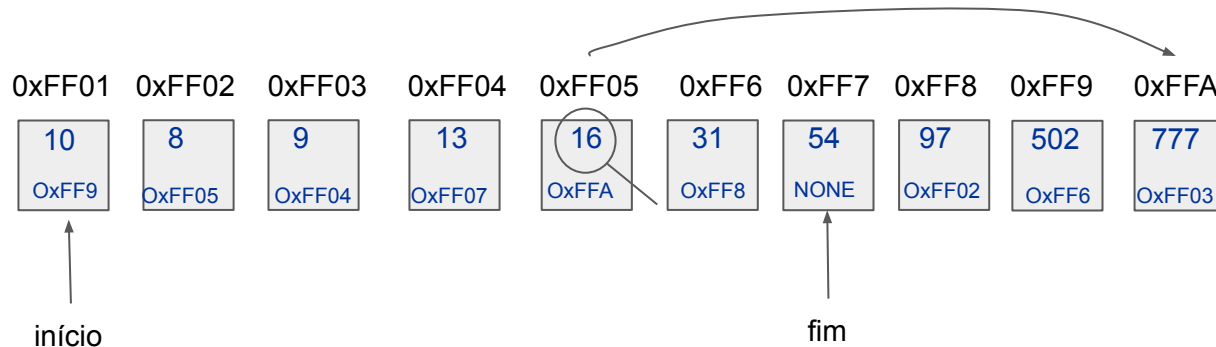 0xFF01 0xFF02 0xFF03 0xFF04 0xFF05 0xFF6 0xFF7 0xFF8 0xFF9 0xFFA
10 8 9 13 16 31 54 97 502 777
OxFF9 OxFF05 OxFF04 OxFF07 OxFFA OxFF8 NONE OxFF02 OxFF6 OxFF03
início fim